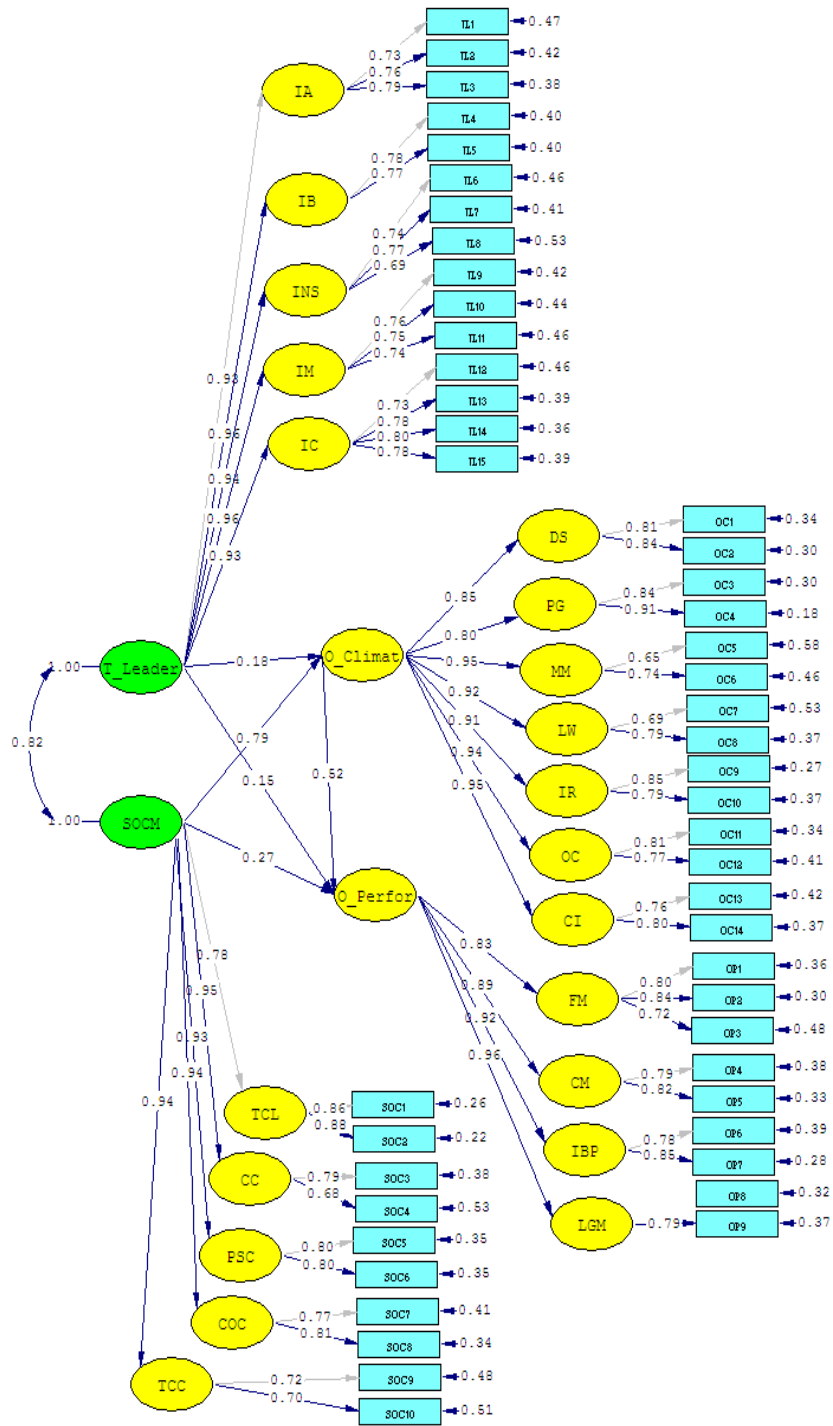 TL1 0.47
0.73
TL2 0.42
0.76
IA
0.79 TL3 0.38
TL4 0.40
0.78
TL5 0.40
0.77
IB
TL6 0.46
0.74
TL7 0.41
0.77
TL8 0.53
0.69
INS
TL9 0.42
0.76
TL10 0.44
0.75
TL11 0.46
0.74
IM
TL12 0.46
0.73
TL13 0.39
0.78
TL14 0.36
0.80
IC
0.78 TL15 0.39
0.93
0.96
0.94
0.96
0.93
1.00 T_Leader 0.18 O_Climat
0.82
0.79
0.15
0.52
1.00 SOCM
0.27
O_Perfor
0.85
0.80
0.95
0.92
0.91
0.94
0.95
DS 0.81 OC1 0.34
0.84 OC2 0.30
PG 0.84 OC3 0.30
0.91 OC4 0.18
MM 0.65 OC5 0.58
0.74 OC6 0.46
LW 0.69 OC7 0.53
0.79 OC8 0.37
IR 0.85 OC9 0.27
0.79 OC10 0.37
OC 0.81 OC11 0.34
0.77 OC12 0.41
CI 0.76 OC13 0.42
0.80 OC14 0.37
0.83
0.89
0.92
0.96
FM 0.80 OP1 0.36
0.84 OP2 0.30
0.72 OP3 0.48
CM 0.79 OP4 0.38
0.82 OP5 0.33
IBP 0.78 OP6 0.39
0.85 OP7 0.28
OP8 0.32
LGM 0.79 OP9 0.37
0.78
0.95
0.93
0.94
0.94
TCL 0.86 SOC1 0.26
0.88 SOC2 0.22
CC 0.79 SOC3 0.38
0.68 SOC4 0.53
PSC 0.80 SOC5 0.35
0.80 SOC6 0.35
COC 0.77 SOC7 0.41
0.81 SOC8 0.34
TCC 0.72 SOC9 0.48
0.70 SOC10 0.51